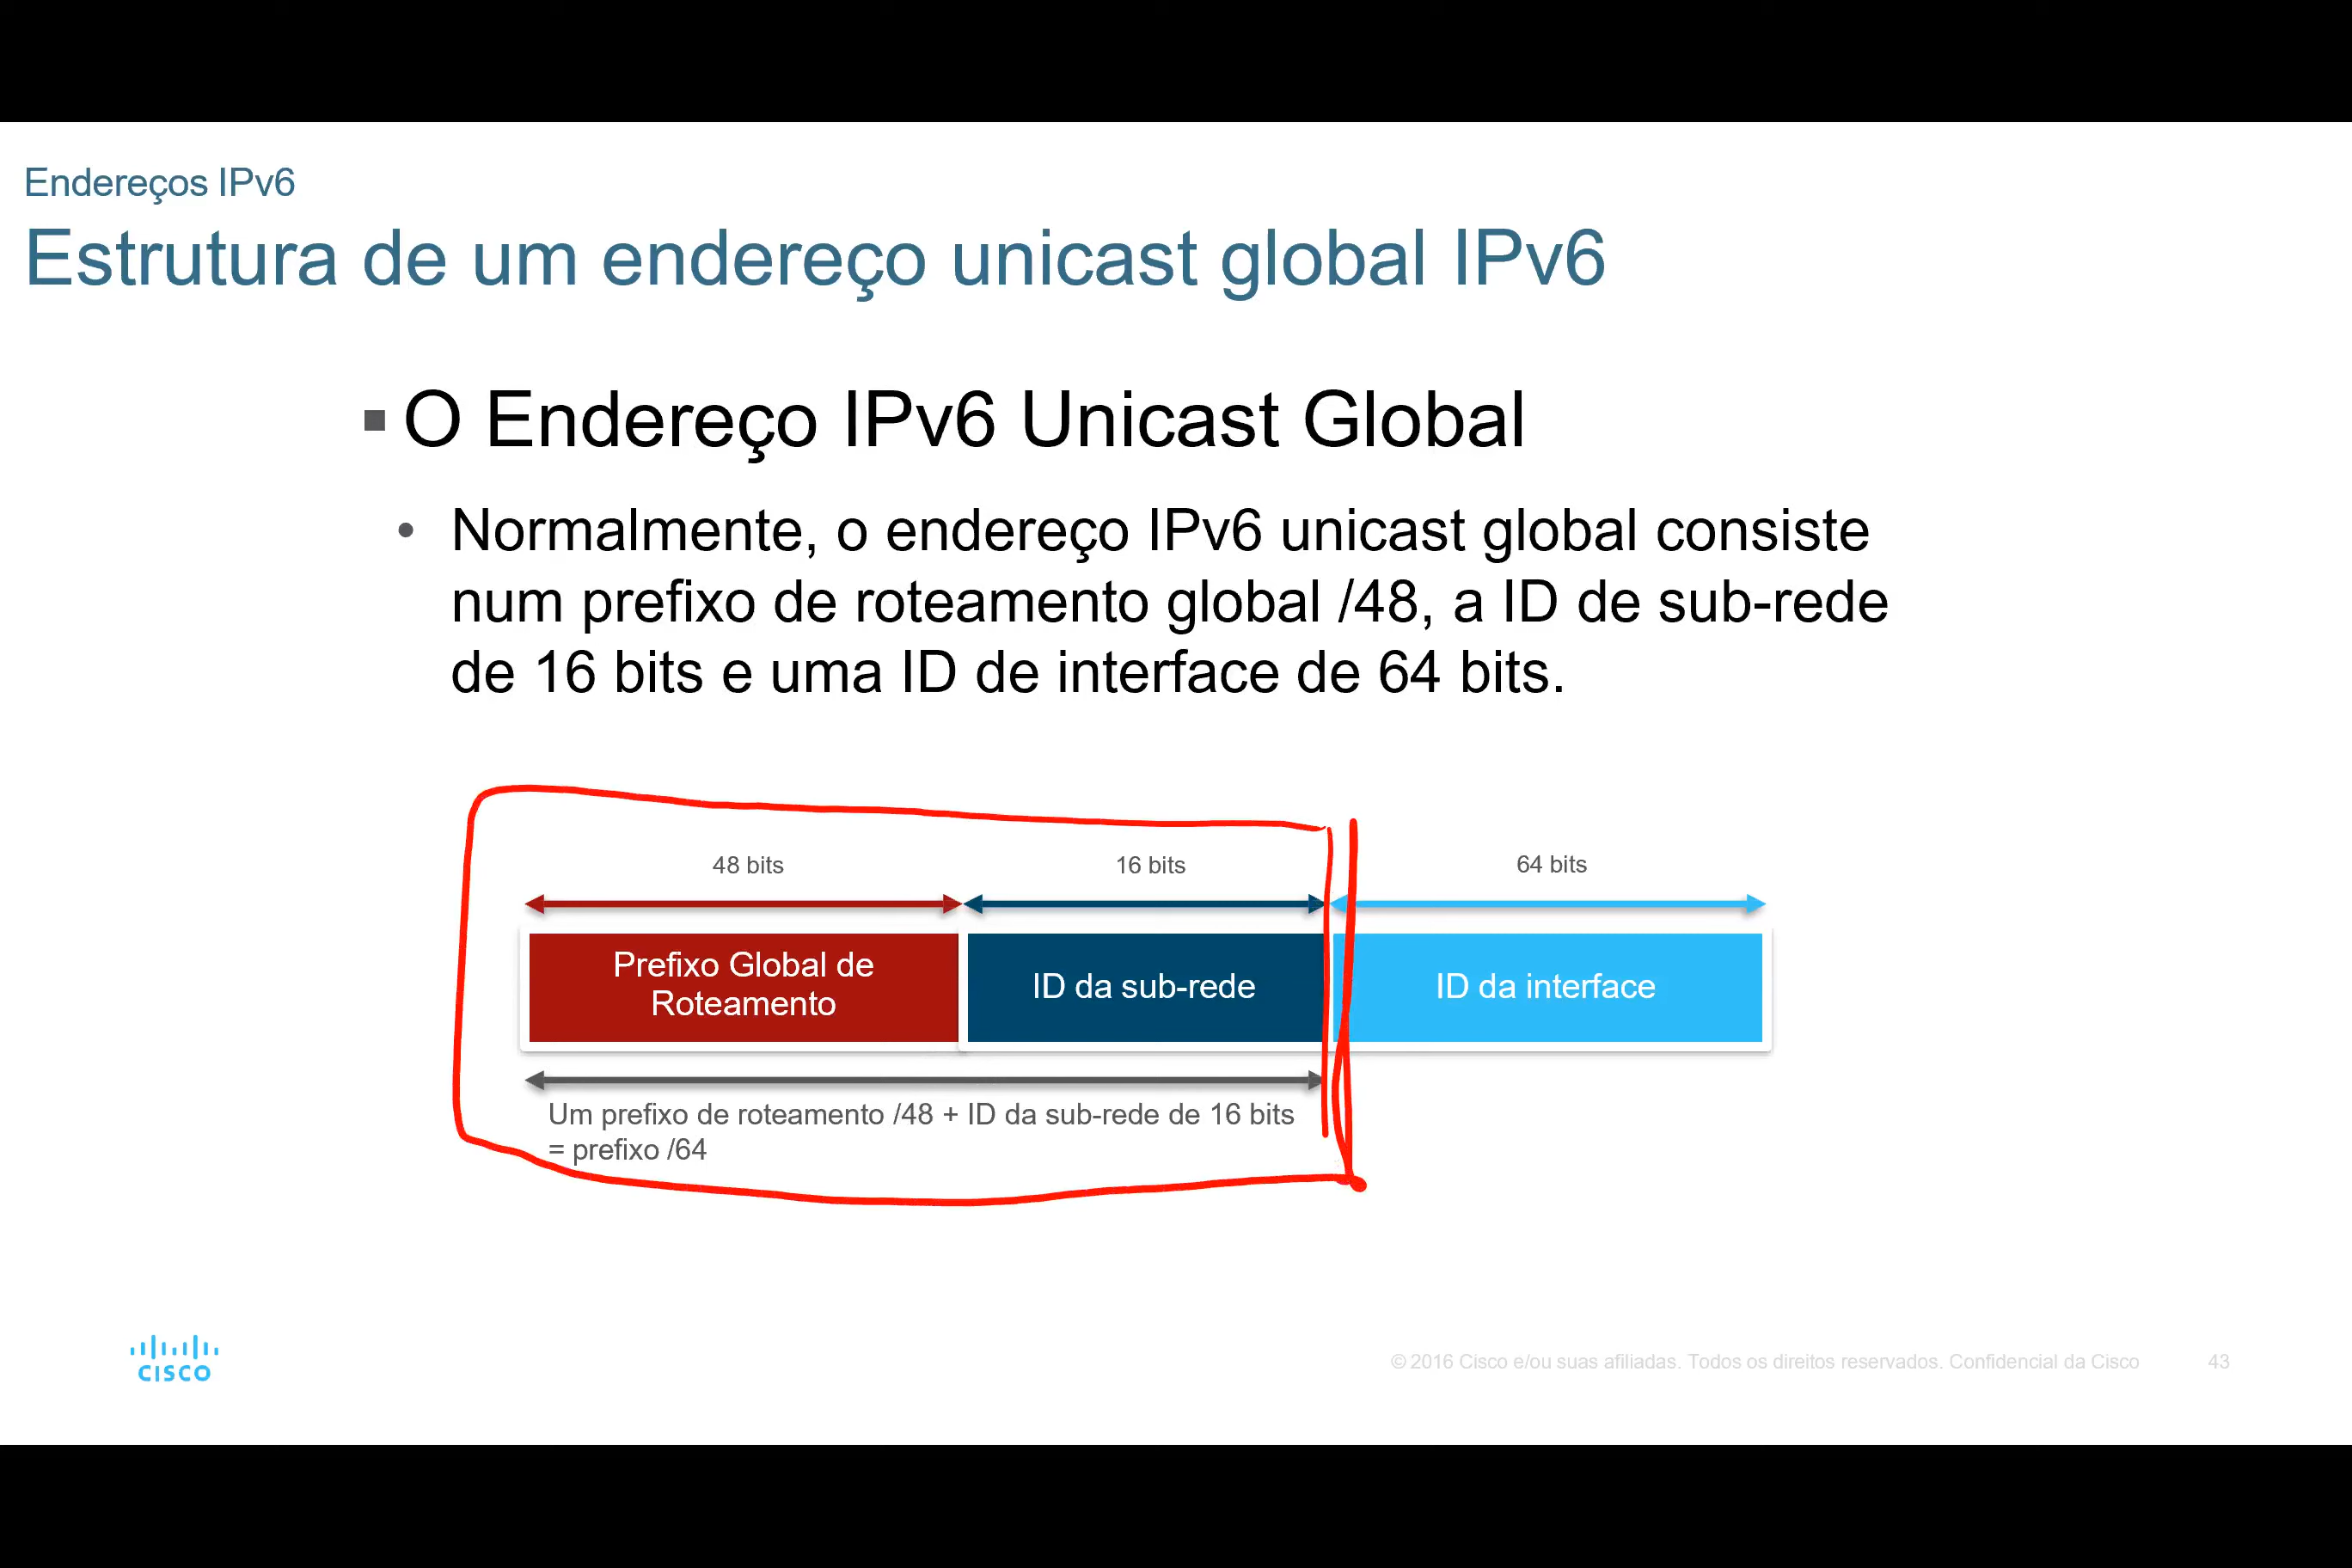 Endereços IPv6
Estrutura de um endereço unicast global IPv6
▪ O Endereço IPv6 Unicast Global
• Normalmente, o endereço IPv6 unicast global consiste
num prefixo de roteamento global /48, a ID de sub-rede
de 16 bits e uma ID de interface de 64 bits.
48 bits
16 bits
64 bits
Prefixo Global de
Roteamento
ID da sub-rede
ID da interface
Um prefixo de roteamento /48 + ID da sub-rede de 16 bits
= prefixo /64
CISCO
© 2016 Cisco e/ou suas afiliadas. Todos os direitos reservados. Confidencial da Cisco
43